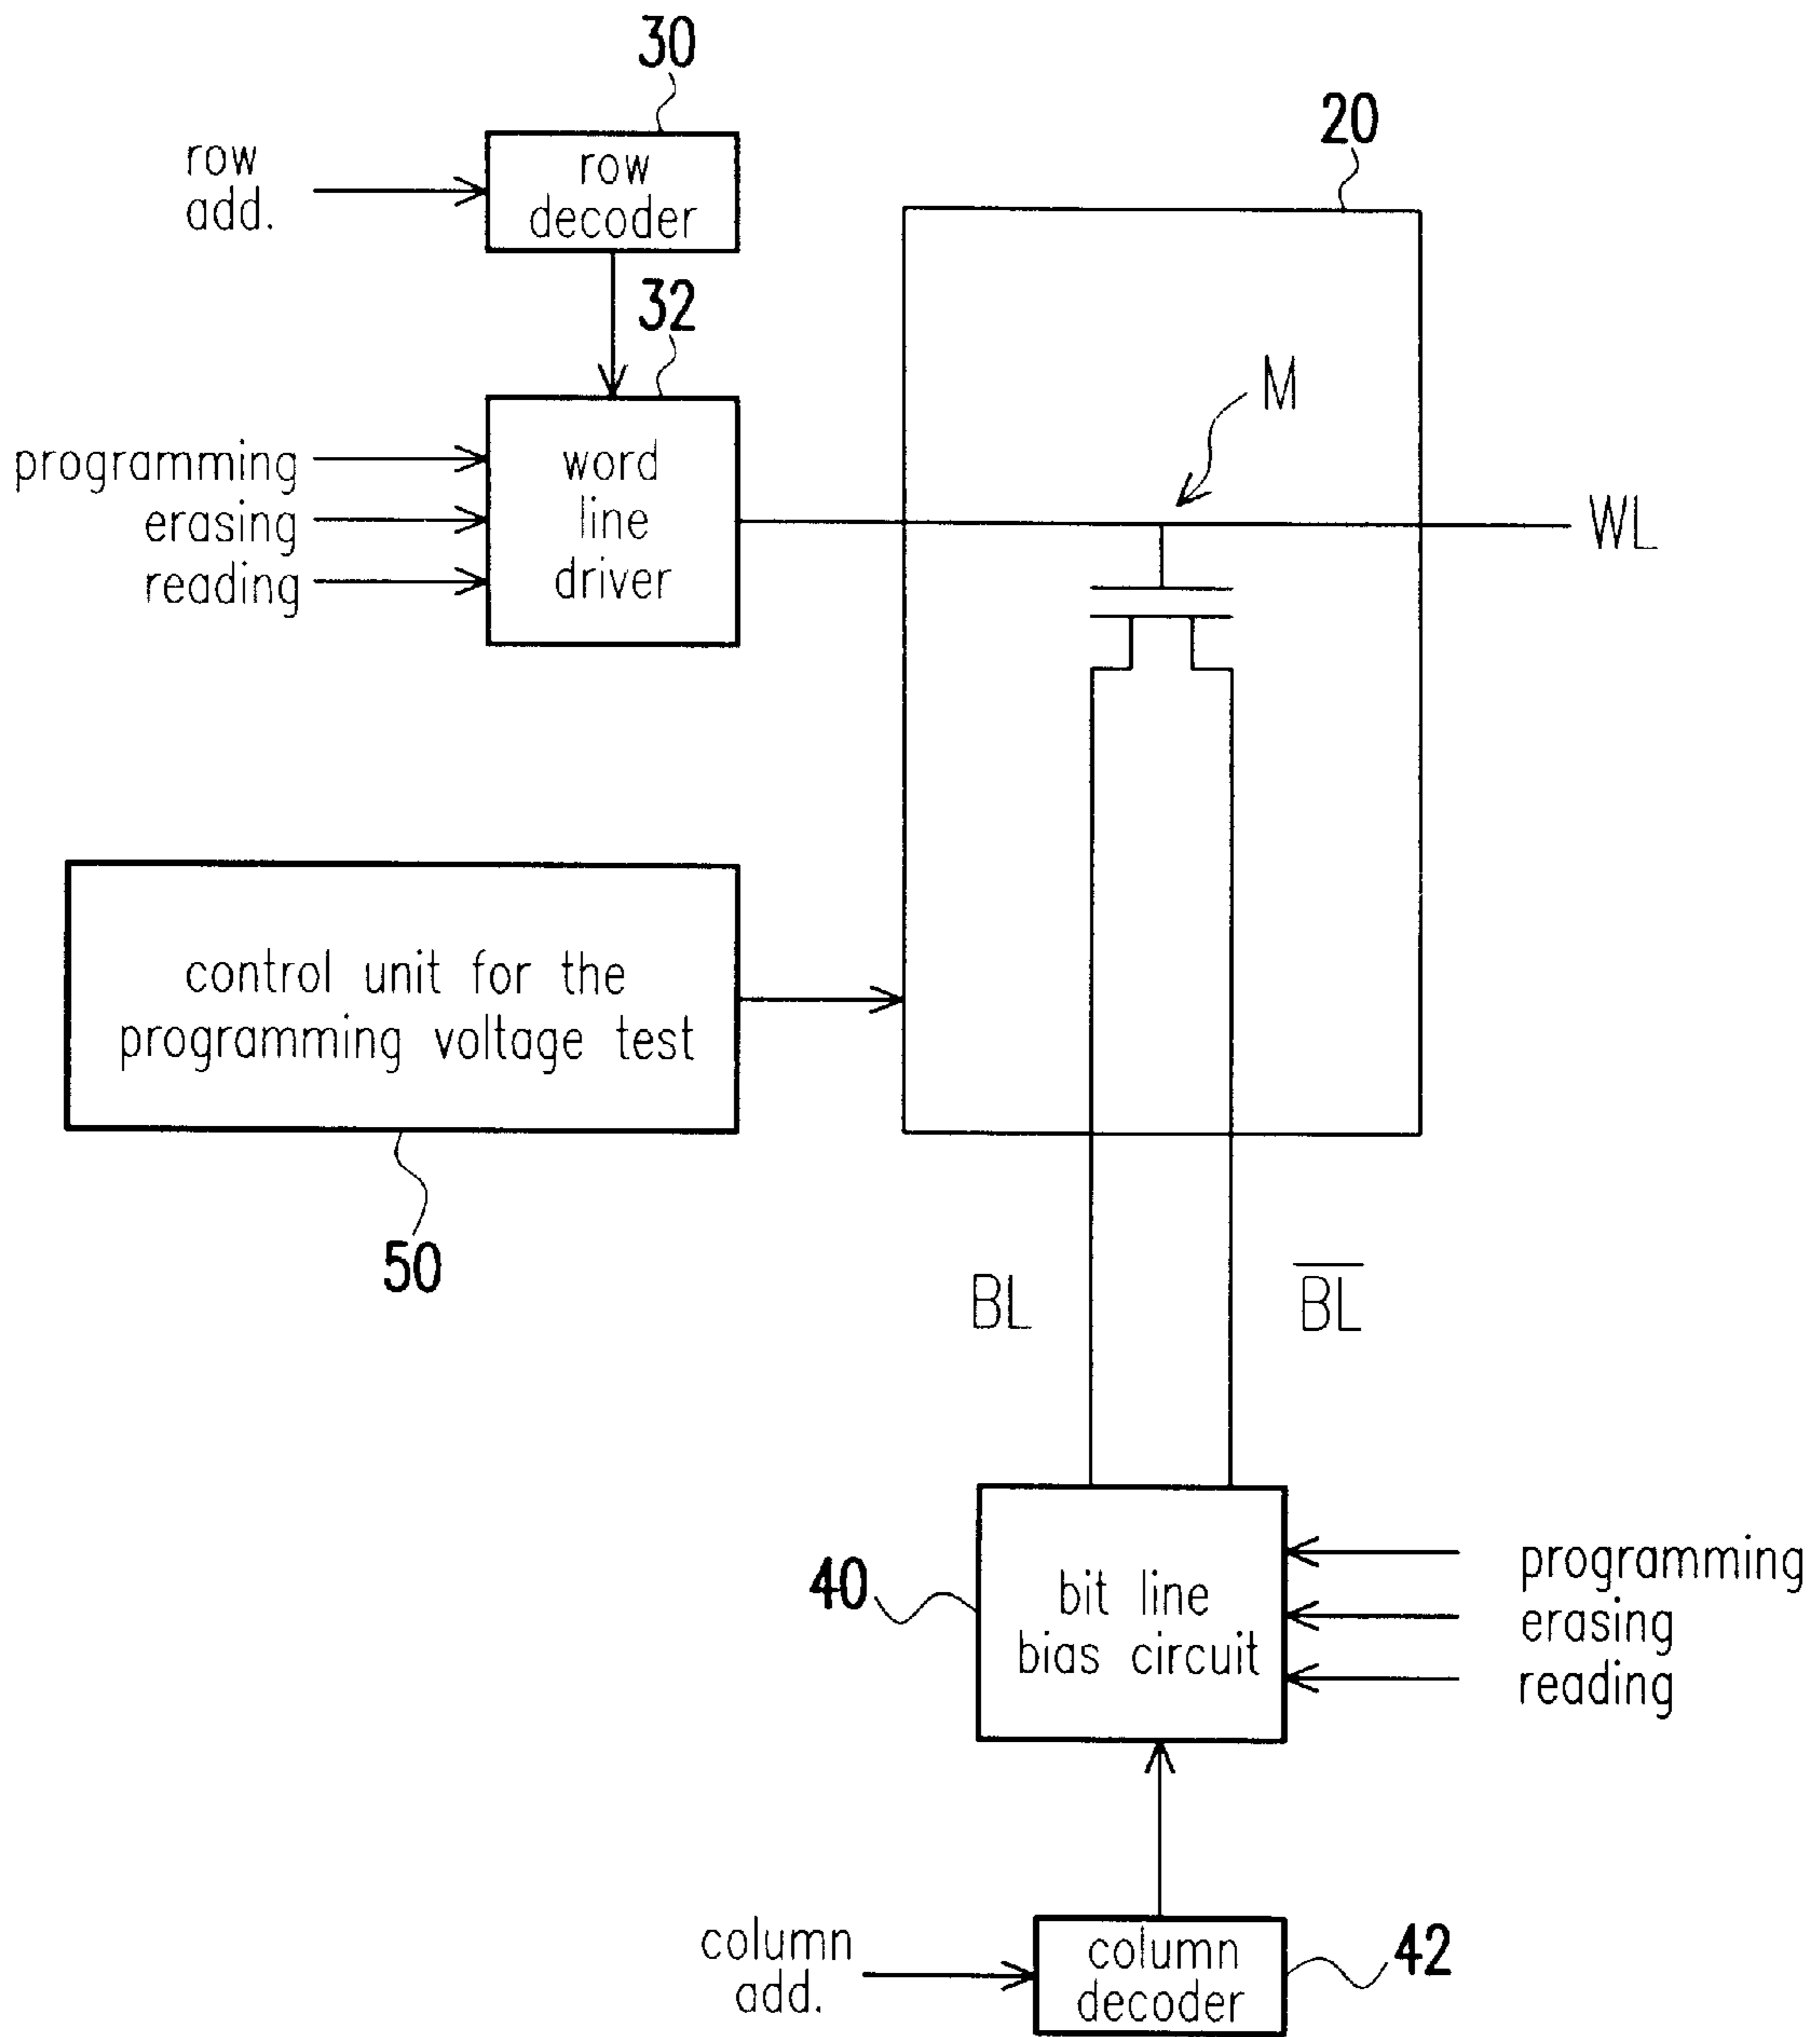 30
row
add.
row
decoder
20
32
M
programming
erasing
reading
word
line
driver
WL
control unit for the
programming voltage test
50
BL
B̅L̅
40
bit line
bias circuit
programming
erasing
reading
column
add.
column
decoder
42